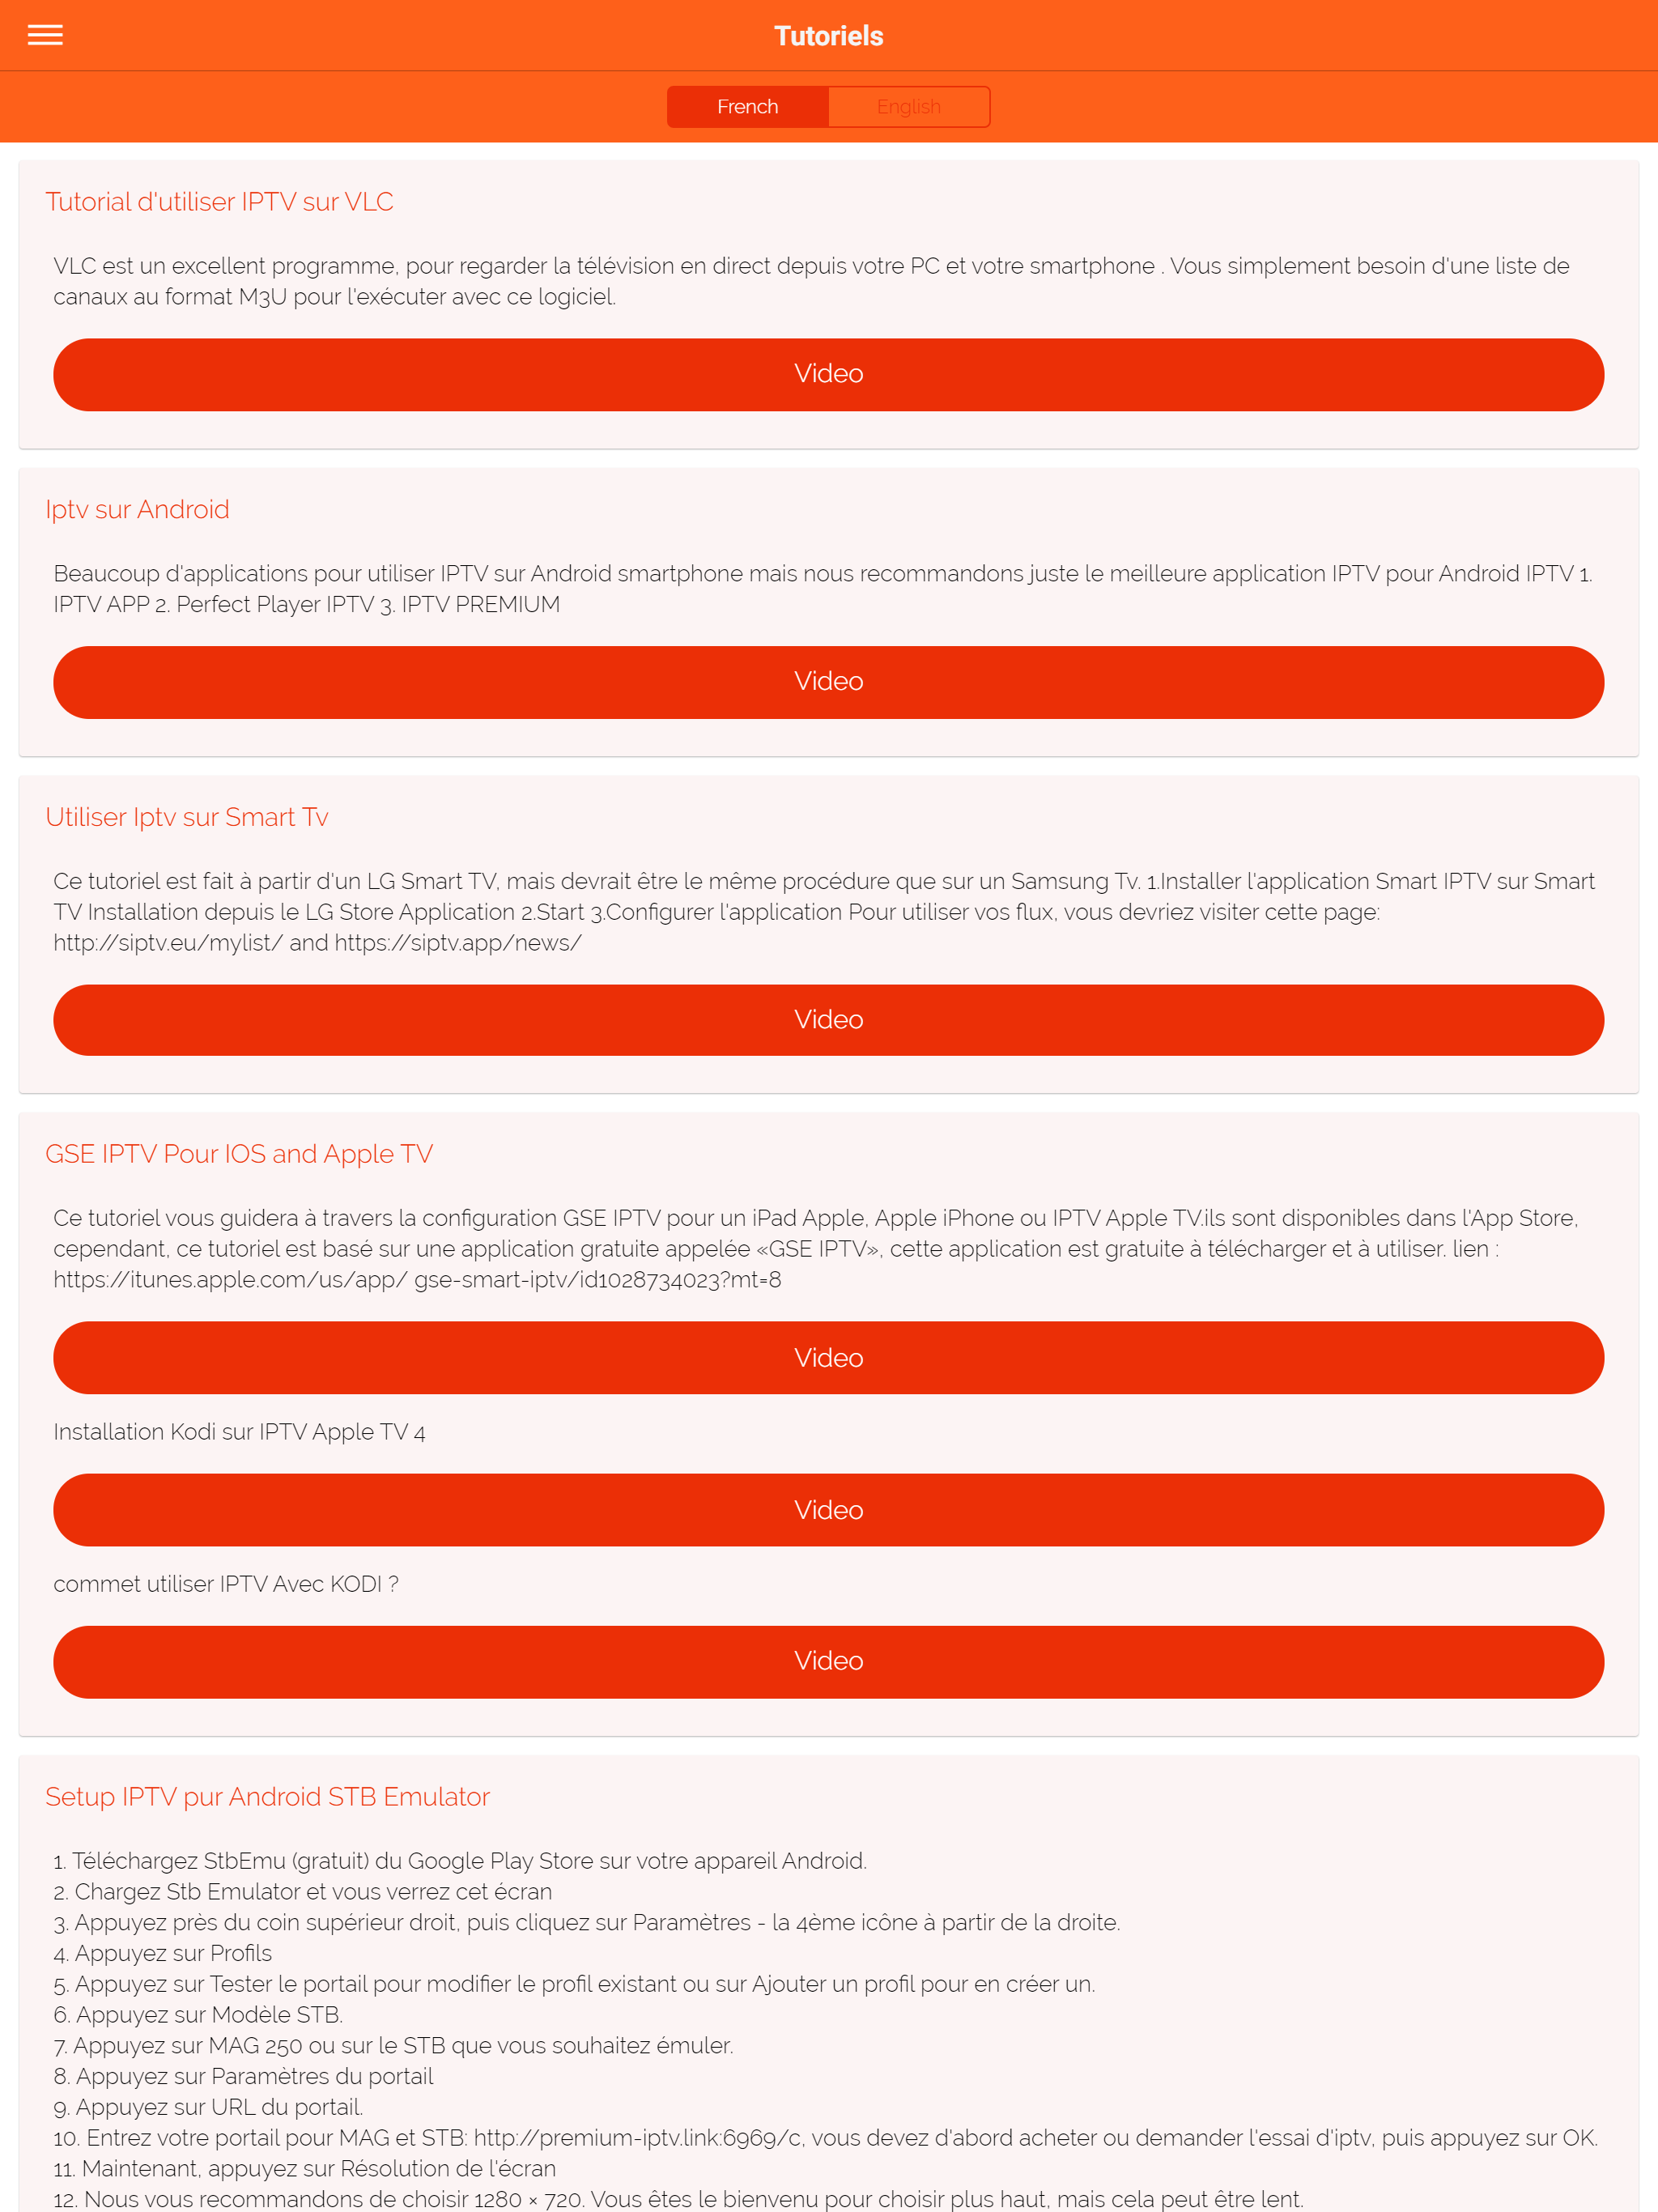 Tutoriels
French
English
Tutorial d'utiliser IPTV sur VLC
VLC est un excellent programme, pour regarder la télévision en direct depuis votre PC et votre smartphone . Vous simplement besoin d'une liste de
canaux au format M3U pour l'exécuter avec ce logiciel.
Video
Iptv sur Android
Beaucoup d'applications pour utiliser IPTV sur Android smartphone mais nous recommandons juste le meilleure application IPTV pour Android IPTV 1.
IPTV APP 2. Perfect Player IPTV 3. IPTV PREMIUM
Video
Utiliser Iptv sur Smart Tv
Ce tutoriel est fait à partir d'un LG Smart TV, mais devrait être le même procédure que sur un Samsung Tv. 1.Installer l'application Smart IPTV sur Smart
TV Installation depuis le LG Store Application 2.Start 3.Configurer l'application Pour utiliser vos flux, vous devriez visiter cette page:
http://siptv.eu/mylist/ and https://siptv.app/news/
Video
GSE IPTV Pour IOS and Apple TV
Ce tutoriel vous guidera à travers la configuration GSE IPTV pour un iPad Apple, Apple iPhone ou IPTV Apple TV.ils sont disponibles dans l'App Store,
cependant, ce tutoriel est basé sur une application gratuite appelée «GSE IPTV», cette application est gratuite à télécharger et à utiliser. lien :
https://itunes.apple.com/us/app/ gse-smart-iptv/id1028734023?mt=8
Video
Installation Kodi sur IPTV Apple TV 4
Video
commet utiliser IPTV Avec KODI ?
Video
Setup IPTV pur Android STB Emulator
1. Téléchargez StbEmu (gratuit) du Google Play Store sur votre appareil Android.
2. Chargez Stb Emulator et vous verrez cet écran
3. Appuyez près du coin supérieur droit, puis cliquez sur Paramètres - la 4ème icône à partir de la droite.
4. Appuyez sur Profils
5. Appuyez sur Tester le portail pour modifier le profil existant ou sur Ajouter un profil pour en créer un.
6. Appuyez sur Modèle STB.
7. Appuyez sur MAG 250 ou sur le STB que vous souhaitez émuler.
8. Appuyez sur Paramètres du portail
9. Appuyez sur URL du portail.
10. Entrez votre portail pour MAG et STB: http://premium-iptv.link:6969/c, vous devez d'abord acheter ou demander l'essai d'iptv, puis appuyez sur OK.
11. Maintenant, appuyez sur Résolution de l'écran
12. Nous vous recommandons de choisir 1280 × 720. Vous êtes le bienvenu pour choisir plus haut, mais cela peut être lent.